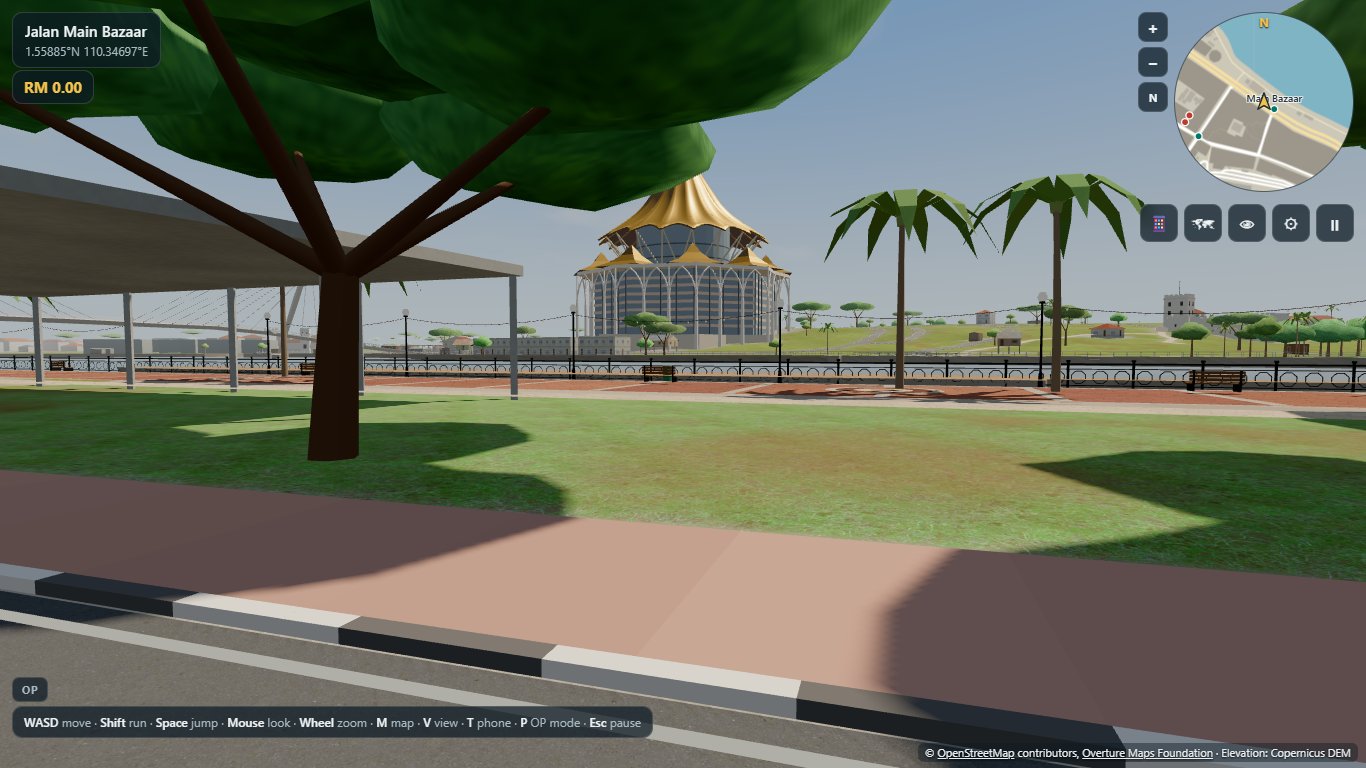 Jalan Main Bazaar
1.55885°N 110.34697°E
RM 0.00
+
−
N
N
Main Bazaar
OP
WASD move · Shift run · Space jump · Mouse look · Wheel zoom · M map · V view · T phone · P OP mode · Esc pause
© OpenStreetMap contributors, Overture Maps Foundation · Elevation: Copernicus DEM